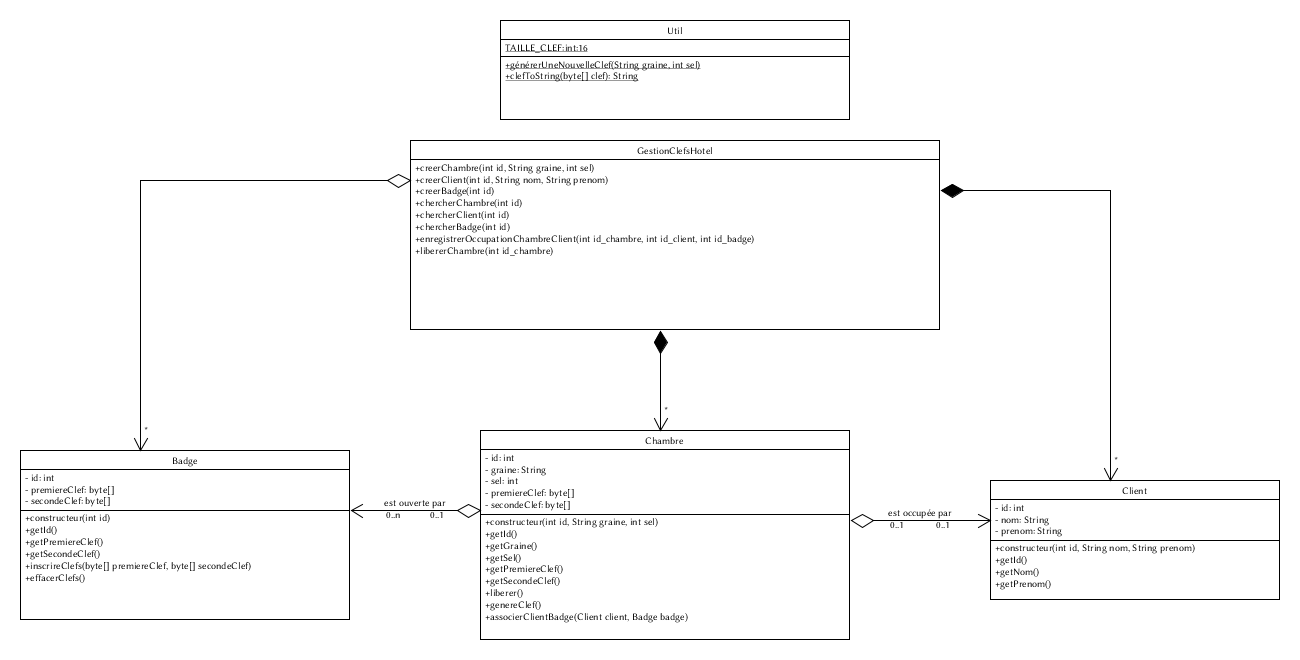 Util
TAILLE_CLEF:int:16
+générerUneNouvelleClef(String graine, int sel)
+clefToString(byte[] clef): String
GestionClefsHotel
+creerChambre(int id, String graine, int sel)
+creerClient(int id, String nom, String prenom)
+creerBadge(int id)
+chercherChambre(int id)
+chercherClient(int id)
+chercherBadge(int id)
+enregistrerOccupationChambreClient(int id_chambre, int id_client, int id_badge)
+libererChambre(int id_chambre)
*
*
*
Badge
- id: int
- premiereClef: byte[]
- secondeClef: byte[]
+constructeur(int id)
+getId()
+getPremiereClef()
+getSecondeClef()
+inscrireClefs(byte[] premiereClef, byte[] secondeClef)
+effacerClefs()
est ouverte par
0..n 0..1
Chambre
- id: int
- graine: String
- sel: int
- premiereClef: byte[]
- secondeClef: byte[]
+constructeur(int id, String graine, int sel)
+getId()
+getGraine()
+getSel()
+getPremiereClef()
+getSecondeClef()
+liberer()
+genereClef()
+associerClientBadge(Client client, Badge badge)
est occupée par
0..1 0..1
Client
- id: int
- nom: String
- prenom: String
+constructeur(int id, String nom, String prenom)
+getId()
+getNom()
+getPrenom()